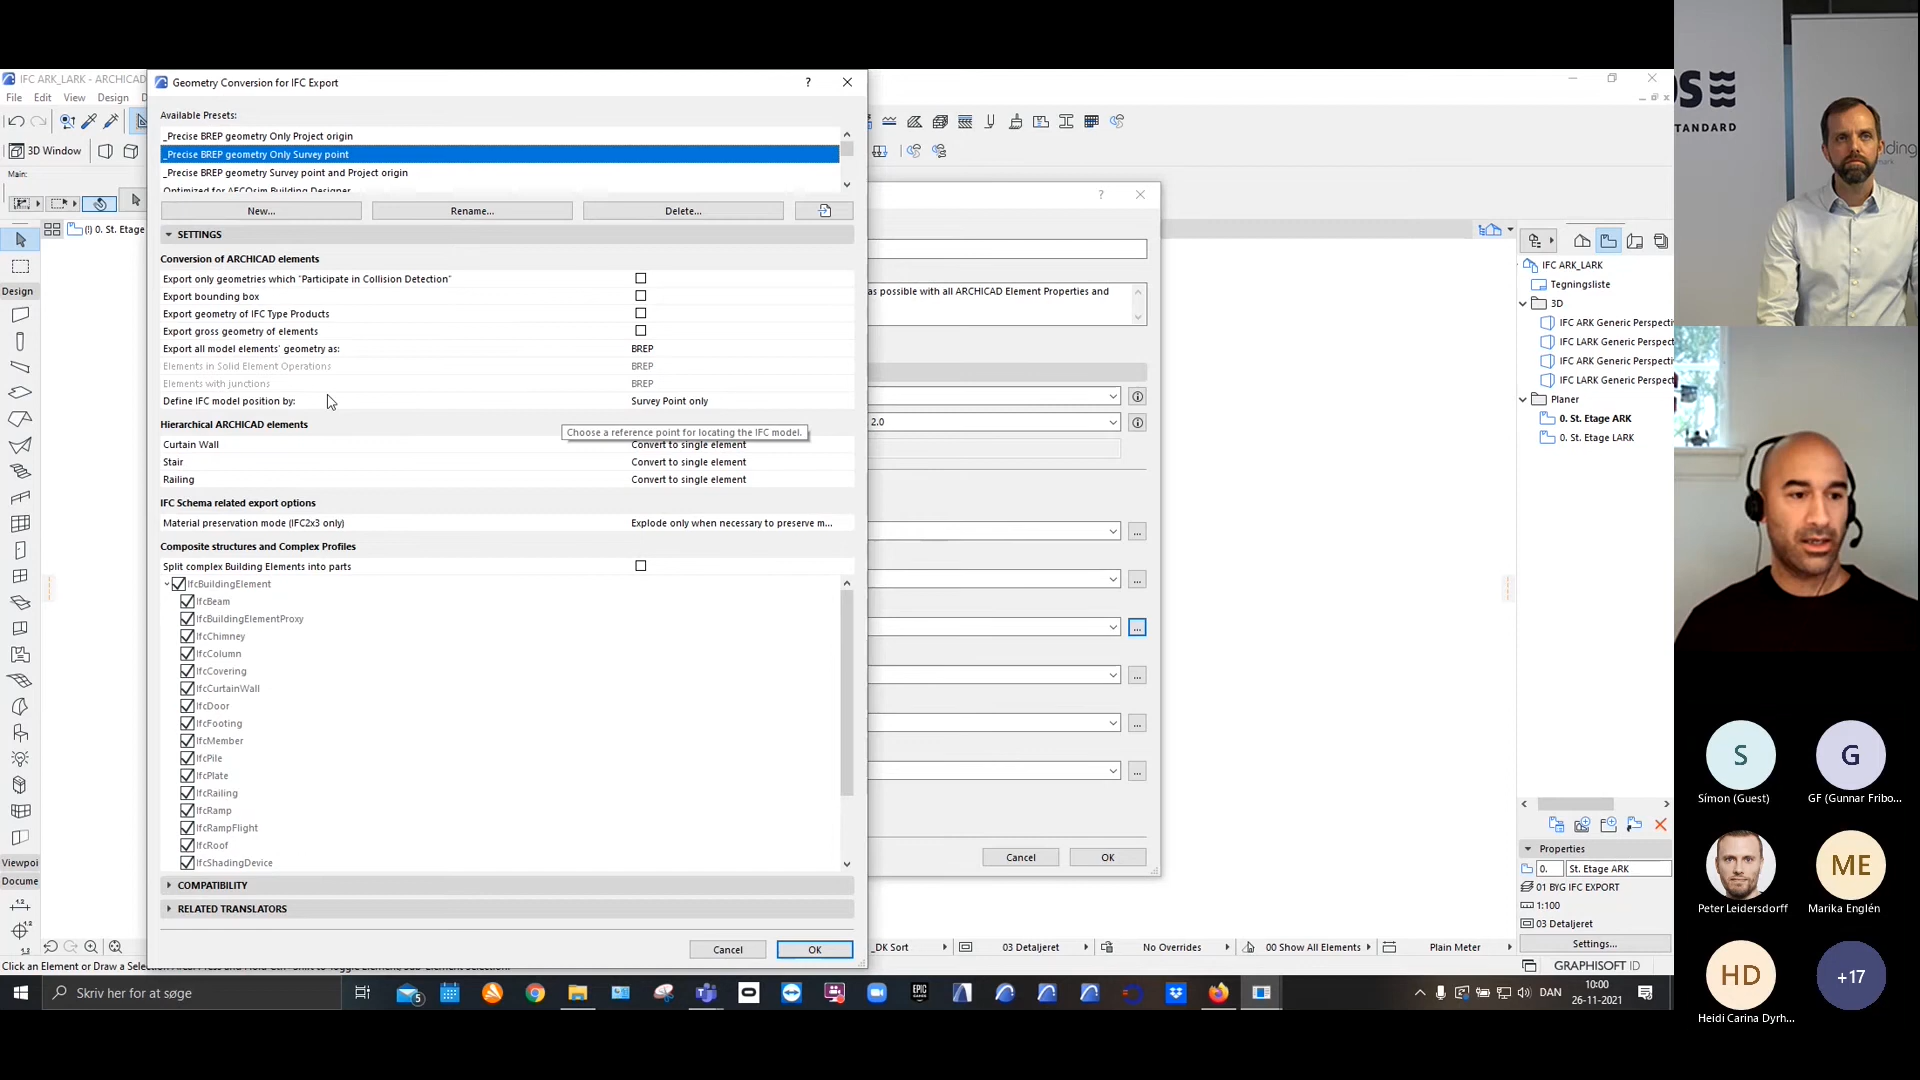 IFC ARK_LARK - ARCHICAD
File Edit View Design
3D Window
Main:
(!) 0. St. Etage
Design
Viewpoi
Docume
Geometry Conversion for IFC Export
Available Presets:
_Precise BREP geometry Only Project origin
_Precise BREP geometry Only Survey point
_Precise BREP geometry Survey point and Project origin
Optimized for AECOsim Building Designer
New...
Rename...
Delete...
SETTINGS
Conversion of ARCHICAD elements
Export only geometries which "Participate in Collision Detection"
Export bounding box
Export geometry of IFC Type Products
Export gross geometry of elements
Export all model elements' geometry as: BREP
Elements in Solid Element Operations BREP
Elements with junctions BREP
Define IFC model position by: Survey Point only
Hierarchical ARCHICAD elements
Choose a reference point for locating the IFC model.
Curtain Wall Convert to single element
Stair Convert to single element
Railing Convert to single element
IFC Schema related export options
Material preservation mode (IFC2x3 only) Explode only when necessary to preserve m...
Composite structures and Complex Profiles
Split complex Building Elements into parts
IfcBuildingElement
IfcBeam
IfcBuildingElementProxy
IfcChimney
IfcColumn
IfcCovering
IfcCurtainWall
IfcDoor
IfcFooting
IfcMember
IfcPile
IfcPlate
IfcRailing
IfcRamp
IfcRampFlight
IfcRoof
IfcShadingDevice
COMPATIBILITY
RELATED TRANSLATORS
Cancel
OK
as possible with all ARCHICAD Element Properties and
2.0
Cancel
OK
IFC ARK_LARK
Tegningsliste
3D
IFC ARK Generic Perspecti
IFC LARK Generic Perspect
IFC ARK Generic Perspecti
IFC LARK Generic Perspect
Planer
0. St. Etage ARK
0. St. Etage LARK
Properties
0. St. Etage ARK
01 BYG IFC EXPORT
1:100
03 Detaljeret
Settings...
GRAPHISOFT ID
_DK Sort
03 Detaljeret
No Overrides
00 Show All Elements
Plain Meter
Skriv her for at søge
5
EPIC
DAN
10:00
26-11-2021
TANDARD
S
Símon (Guest)
G
GF (Gunnar Fribo...
Peter Leidersdorff
ME
Marika Englén
HD
Heidi Carina Dyrh...
+17